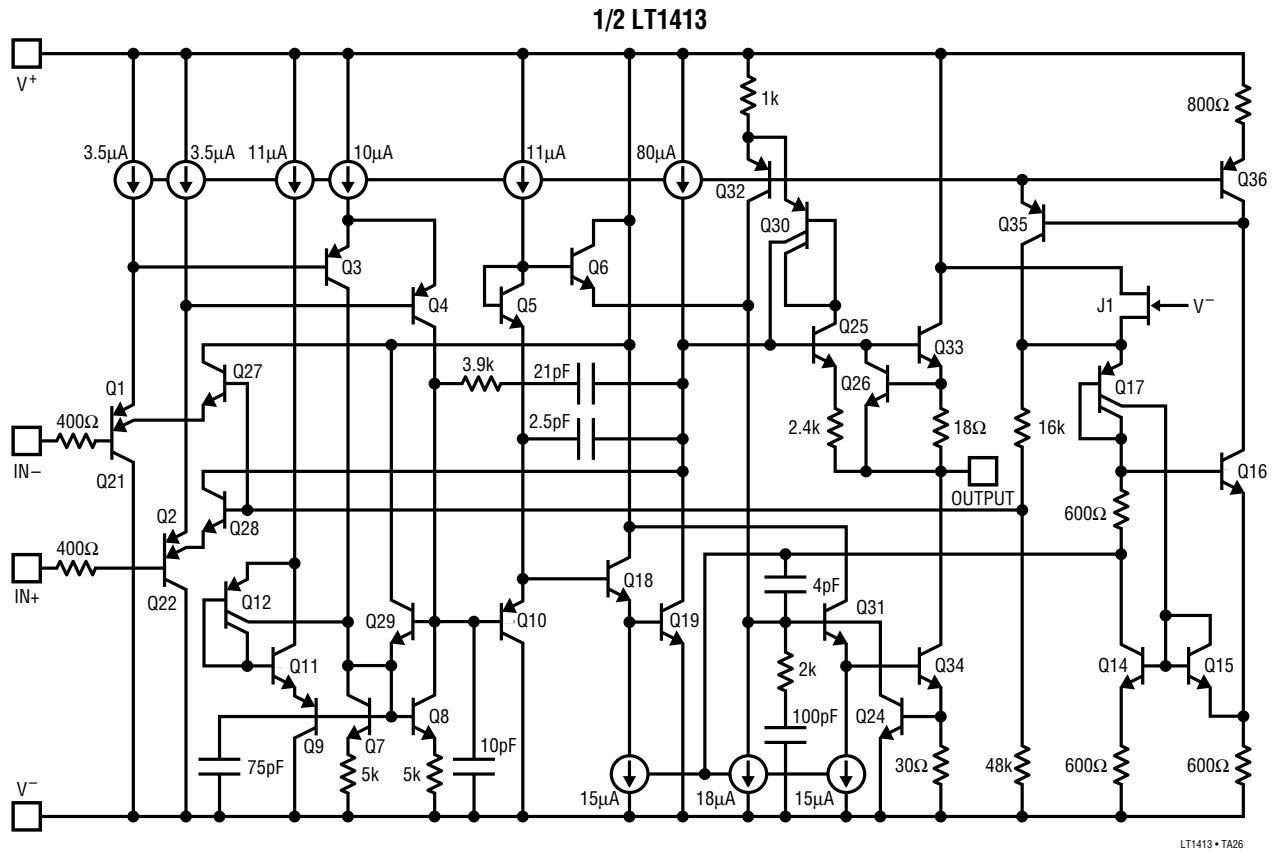 1/2 LT1413
V+
1k
800Ω
3.5µA
3.5µA
11µA
10µA
11µA
80µA
Q32
Q36
Q30
Q35
Q3
Q6
Q4
Q5
J1
V−
Q25
Q33
Q27
3.9k
21pF
Q26
Q17
Q1
400Ω
2.5pF
2.4k
18Ω
16k
IN−
Q21
Q16
OUTPUT
Q2
Q28
600Ω
400Ω
IN+
Q22
Q18
4pF
Q12
Q29
Q10
Q19
Q31
Q11
2k
Q34
Q14
Q15
Q9
Q7
Q8
100pF
Q24
10pF
75pF
5k
5k
30Ω
48k
600Ω
600Ω
V−
15µA
18µA
15µA
LT1413 • TA26